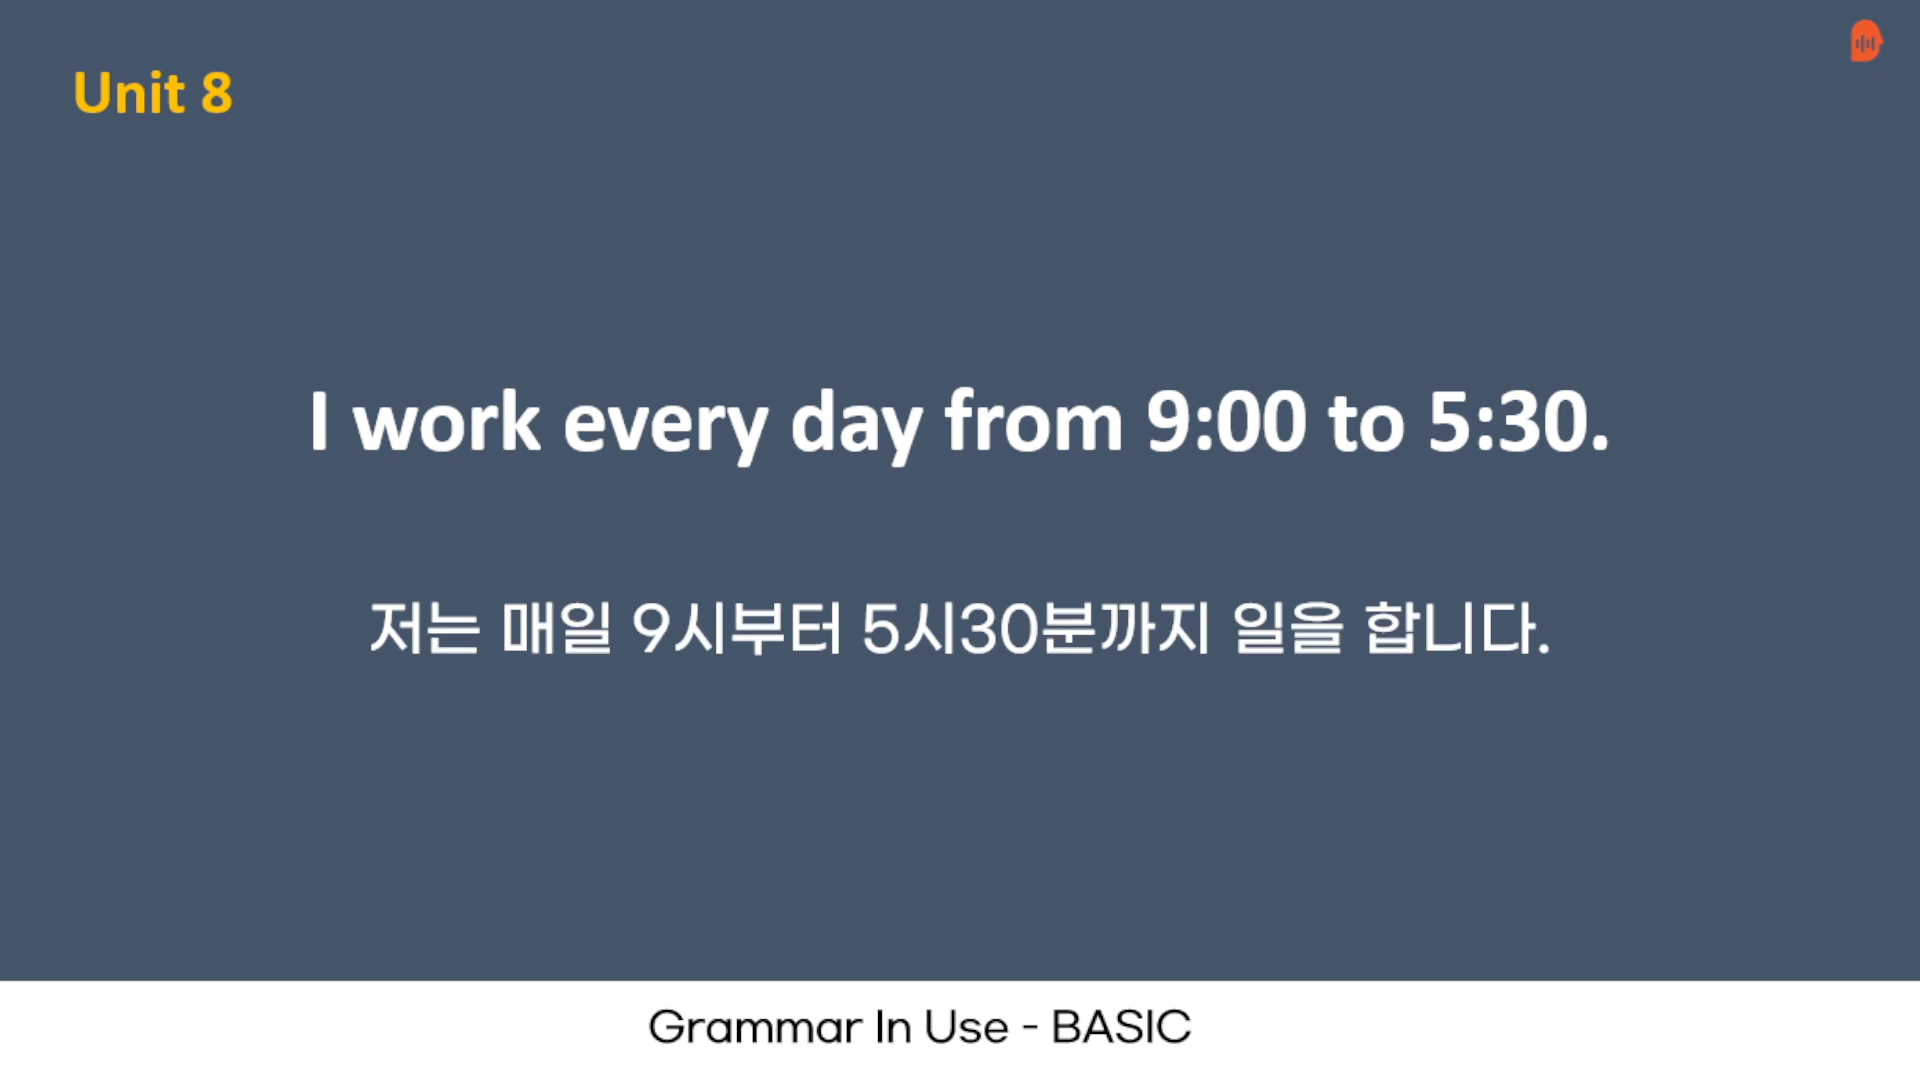 Unit 8
I work every day from 9:00 to 5:30.
저는 매일 9시부터 5시30분까지 일을 합니다.
Grammar In Use - BASIC